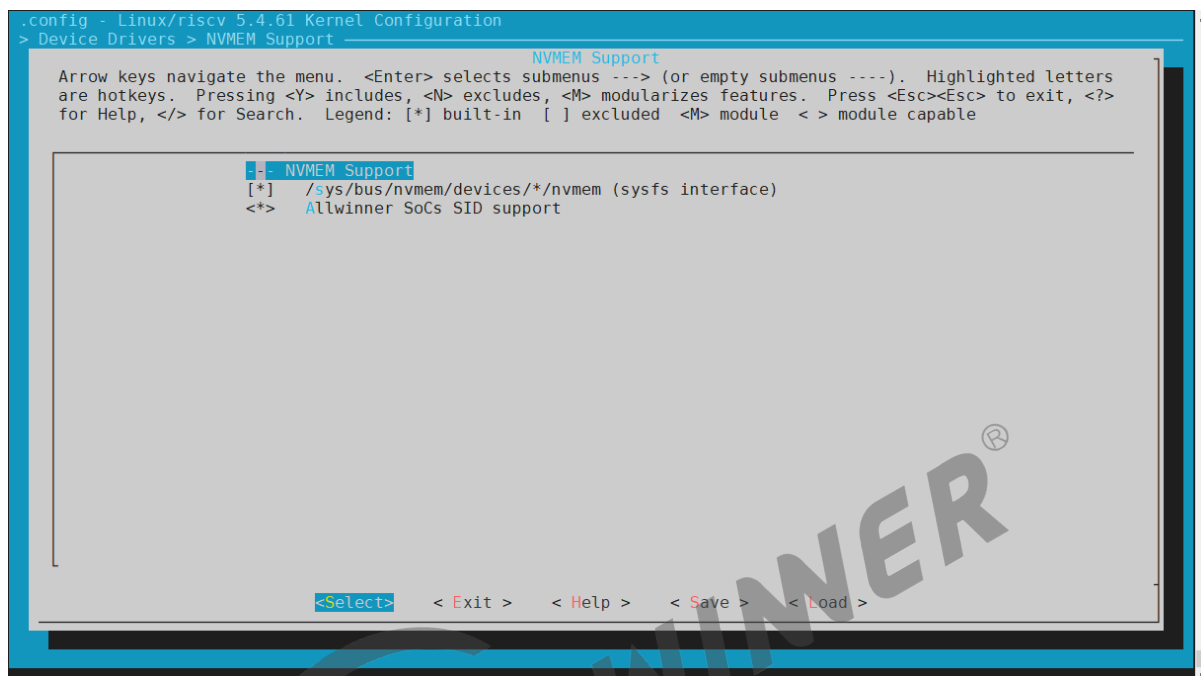 .config - Linux/riscv 5.4.61 Kernel Configuration
> Device Drivers > NVMEM Support
NVMEM Support
Arrow keys navigate the menu.  <Enter> selects submenus ---> (or empty submenus ----).  Highlighted letters
are hotkeys.  Pressing <Y> includes, <N> excludes, <M> modularizes features.  Press <Esc><Esc> to exit, <?>
for Help, </> for Search.  Legend: [*] built-in  [ ] excluded  <M> module  < > module capable
--- NVMEM Support
[*]   /sys/bus/nvmem/devices/*/nvmem (sysfs interface)
<*>   Allwinner SoCs SID support
<Select>    < Exit >    < Help >    < Save >    < Load >
WINNER®